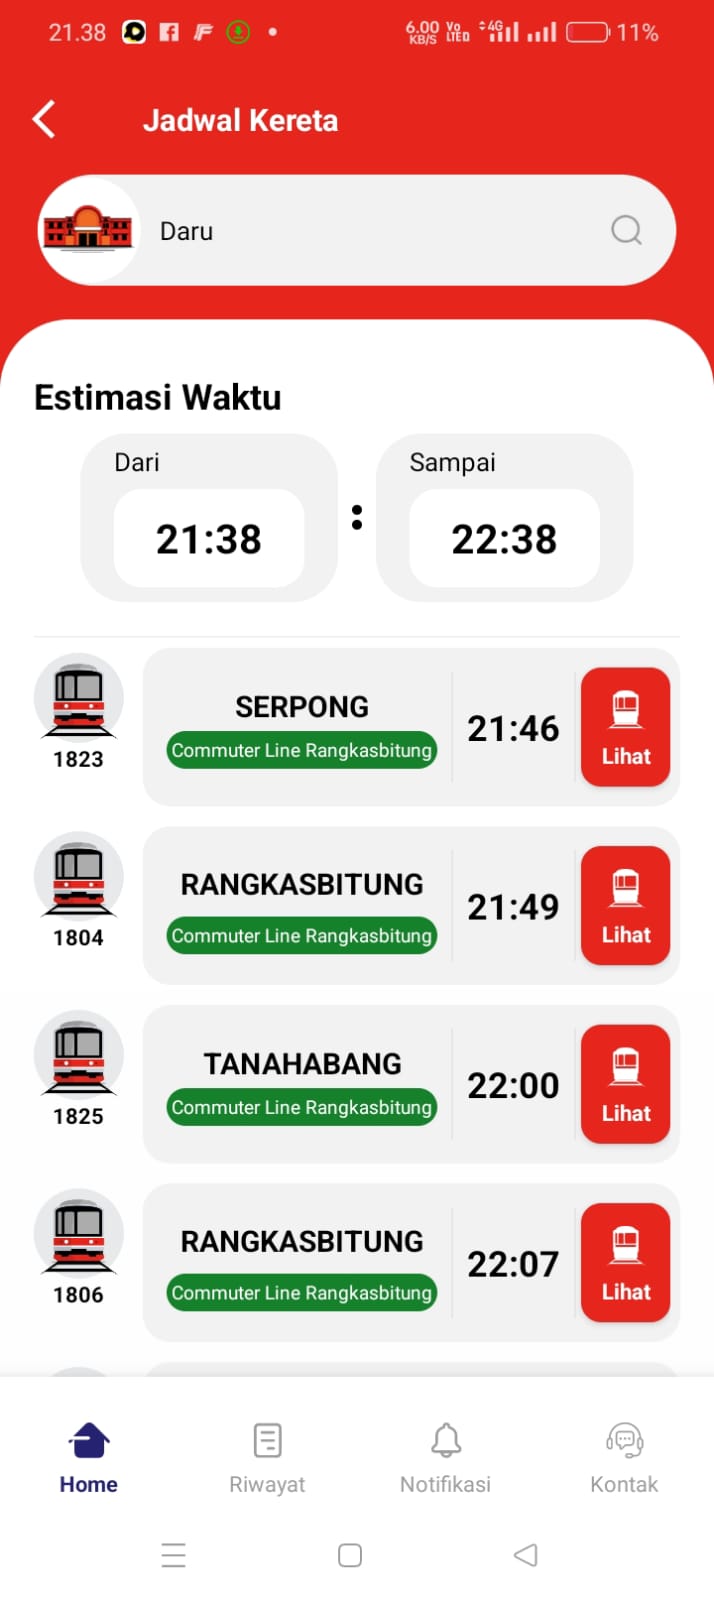 21.38
6.00 KB/S Vo LTED 4G 11%
Jadwal Kereta
Daru
Estimasi Waktu
Dari
Sampai
21:38 : 22:38
SERPONG
Commuter Line Rangkasbitung
21:46
Lihat
1823
RANGKASBITUNG
Commuter Line Rangkasbitung
21:49
Lihat
1804
TANAHABANG
Commuter Line Rangkasbitung
22:00
Lihat
1825
RANGKASBITUNG
Commuter Line Rangkasbitung
22:07
Lihat
1806
Home
Riwayat
Notifikasi
Kontak